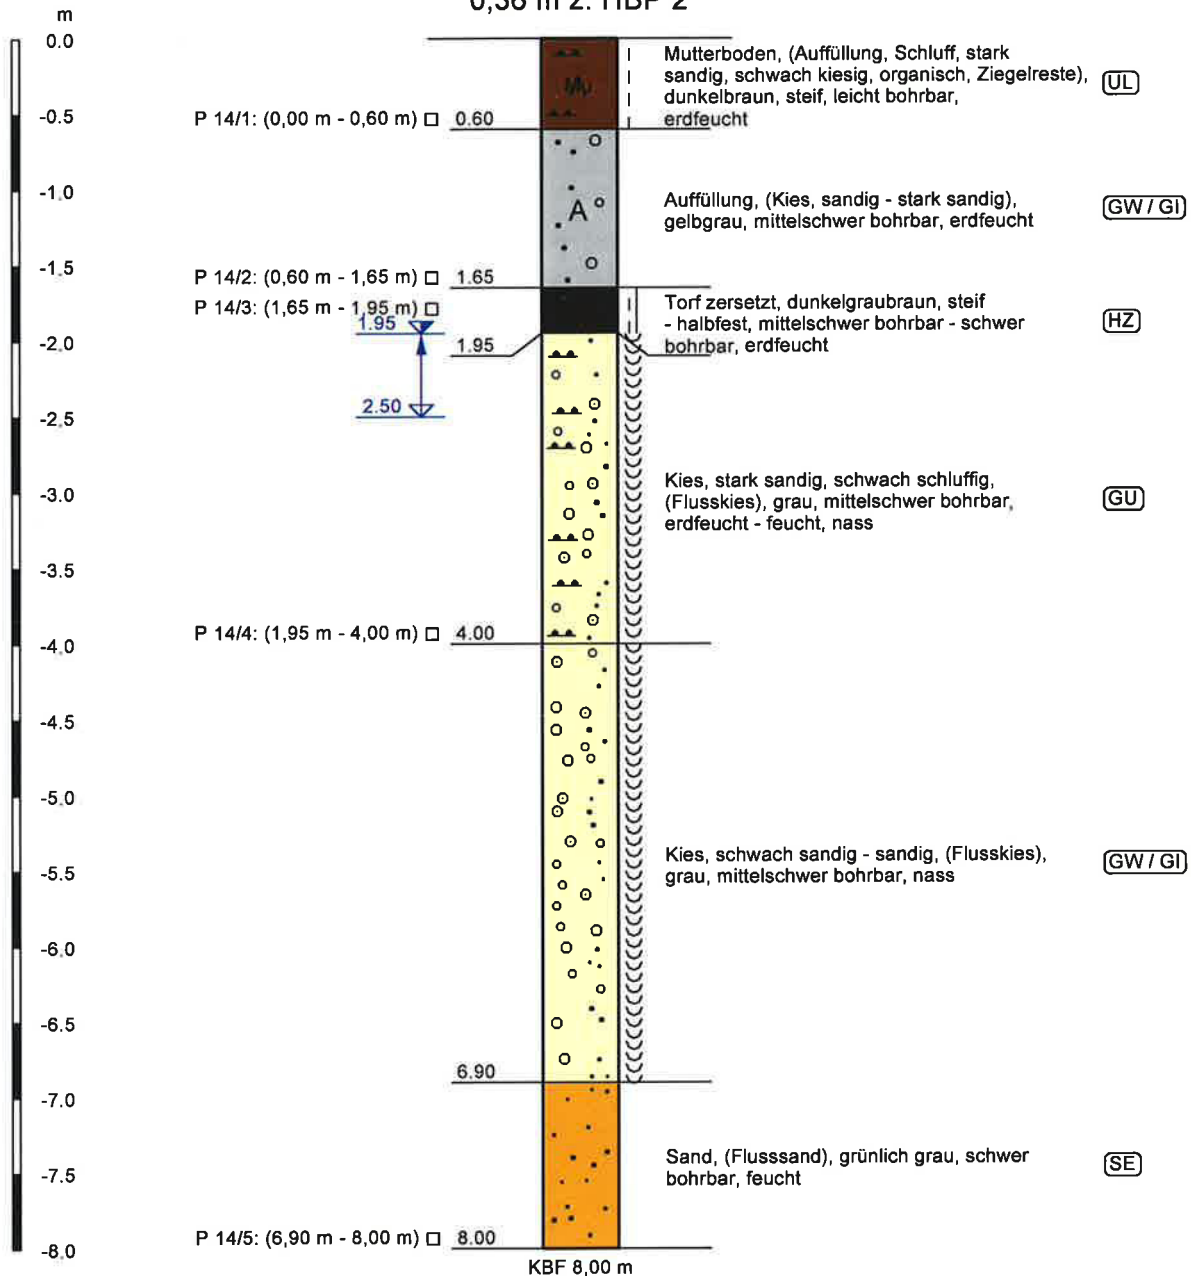 m
0.0
Mutterboden, (Auffüllung, Schluff, stark
sandig, schwach kiesig, organisch, Ziegelreste),
dunkelbraun, steif, leicht bohrbar,
erdfeucht
UL
Mu
-0.5
P 14/1: (0,00 m - 0,60 m)
0.60
-1.0
A
Auffüllung, (Kies, sandig - stark sandig),
gelbgrau, mittelschwer bohrbar, erdfeucht
GW / GI
-1.5
P 14/2: (0,60 m - 1,65 m)
1.65
P 14/3: (1,65 m - 1,95 m)
1.95
Torf zersetzt, dunkelgraubraun, steif
- halbfest, mittelschwer bohrbar - schwer
bohrbar, erdfeucht
HZ
-2.0
1.95
2.50
-2.5
-3.0
Kies, stark sandig, schwach schluffig,
(Flusskies), grau, mittelschwer bohrbar,
erdfeucht - feucht, nass
GU
-3.5
P 14/4: (1,95 m - 4,00 m)
4.00
-4.0
-4.5
-5.0
-5.5
Kies, schwach sandig - sandig, (Flusskies),
grau, mittelschwer bohrbar, nass
GW / GI
-6.0
-6.5
6.90
-7.0
-7.5
Sand, (Flusssand), grünlich grau, schwer
bohrbar, feucht
SE
P 14/5: (6,90 m - 8,00 m)
8.00
-8.0
KBF 8,00 m